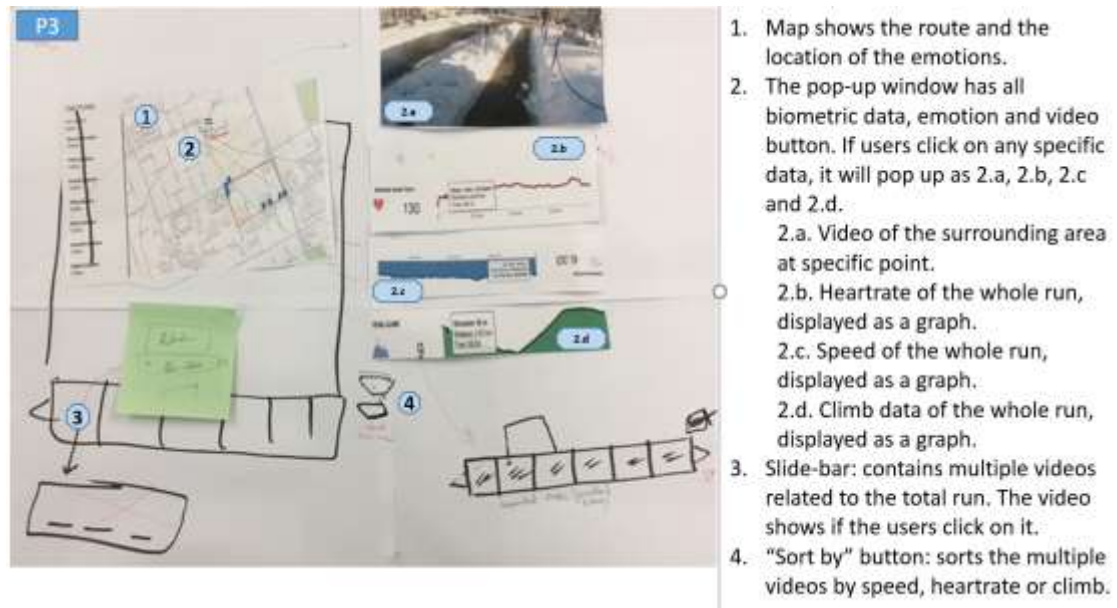 P3
1
2
2.a
2.b
130
2.c
2.d
3
4
1. Map shows the route and the
location of the emotions.
2. The pop-up window has all
biometric data, emotion and video
button. If users click on any specific
data, it will pop up as 2.a, 2.b, 2.c
and 2.d.
2.a. Video of the surrounding area
at specific point.
2.b. Heartrate of the whole run,
displayed as a graph.
2.c. Speed of the whole run,
displayed as a graph.
2.d. Climb data of the whole run,
displayed as a graph.
3. Slide-bar: contains multiple videos
related to the total run. The video
shows if the users click on it.
4. “Sort by” button: sorts the multiple
videos by speed, heartrate or climb.